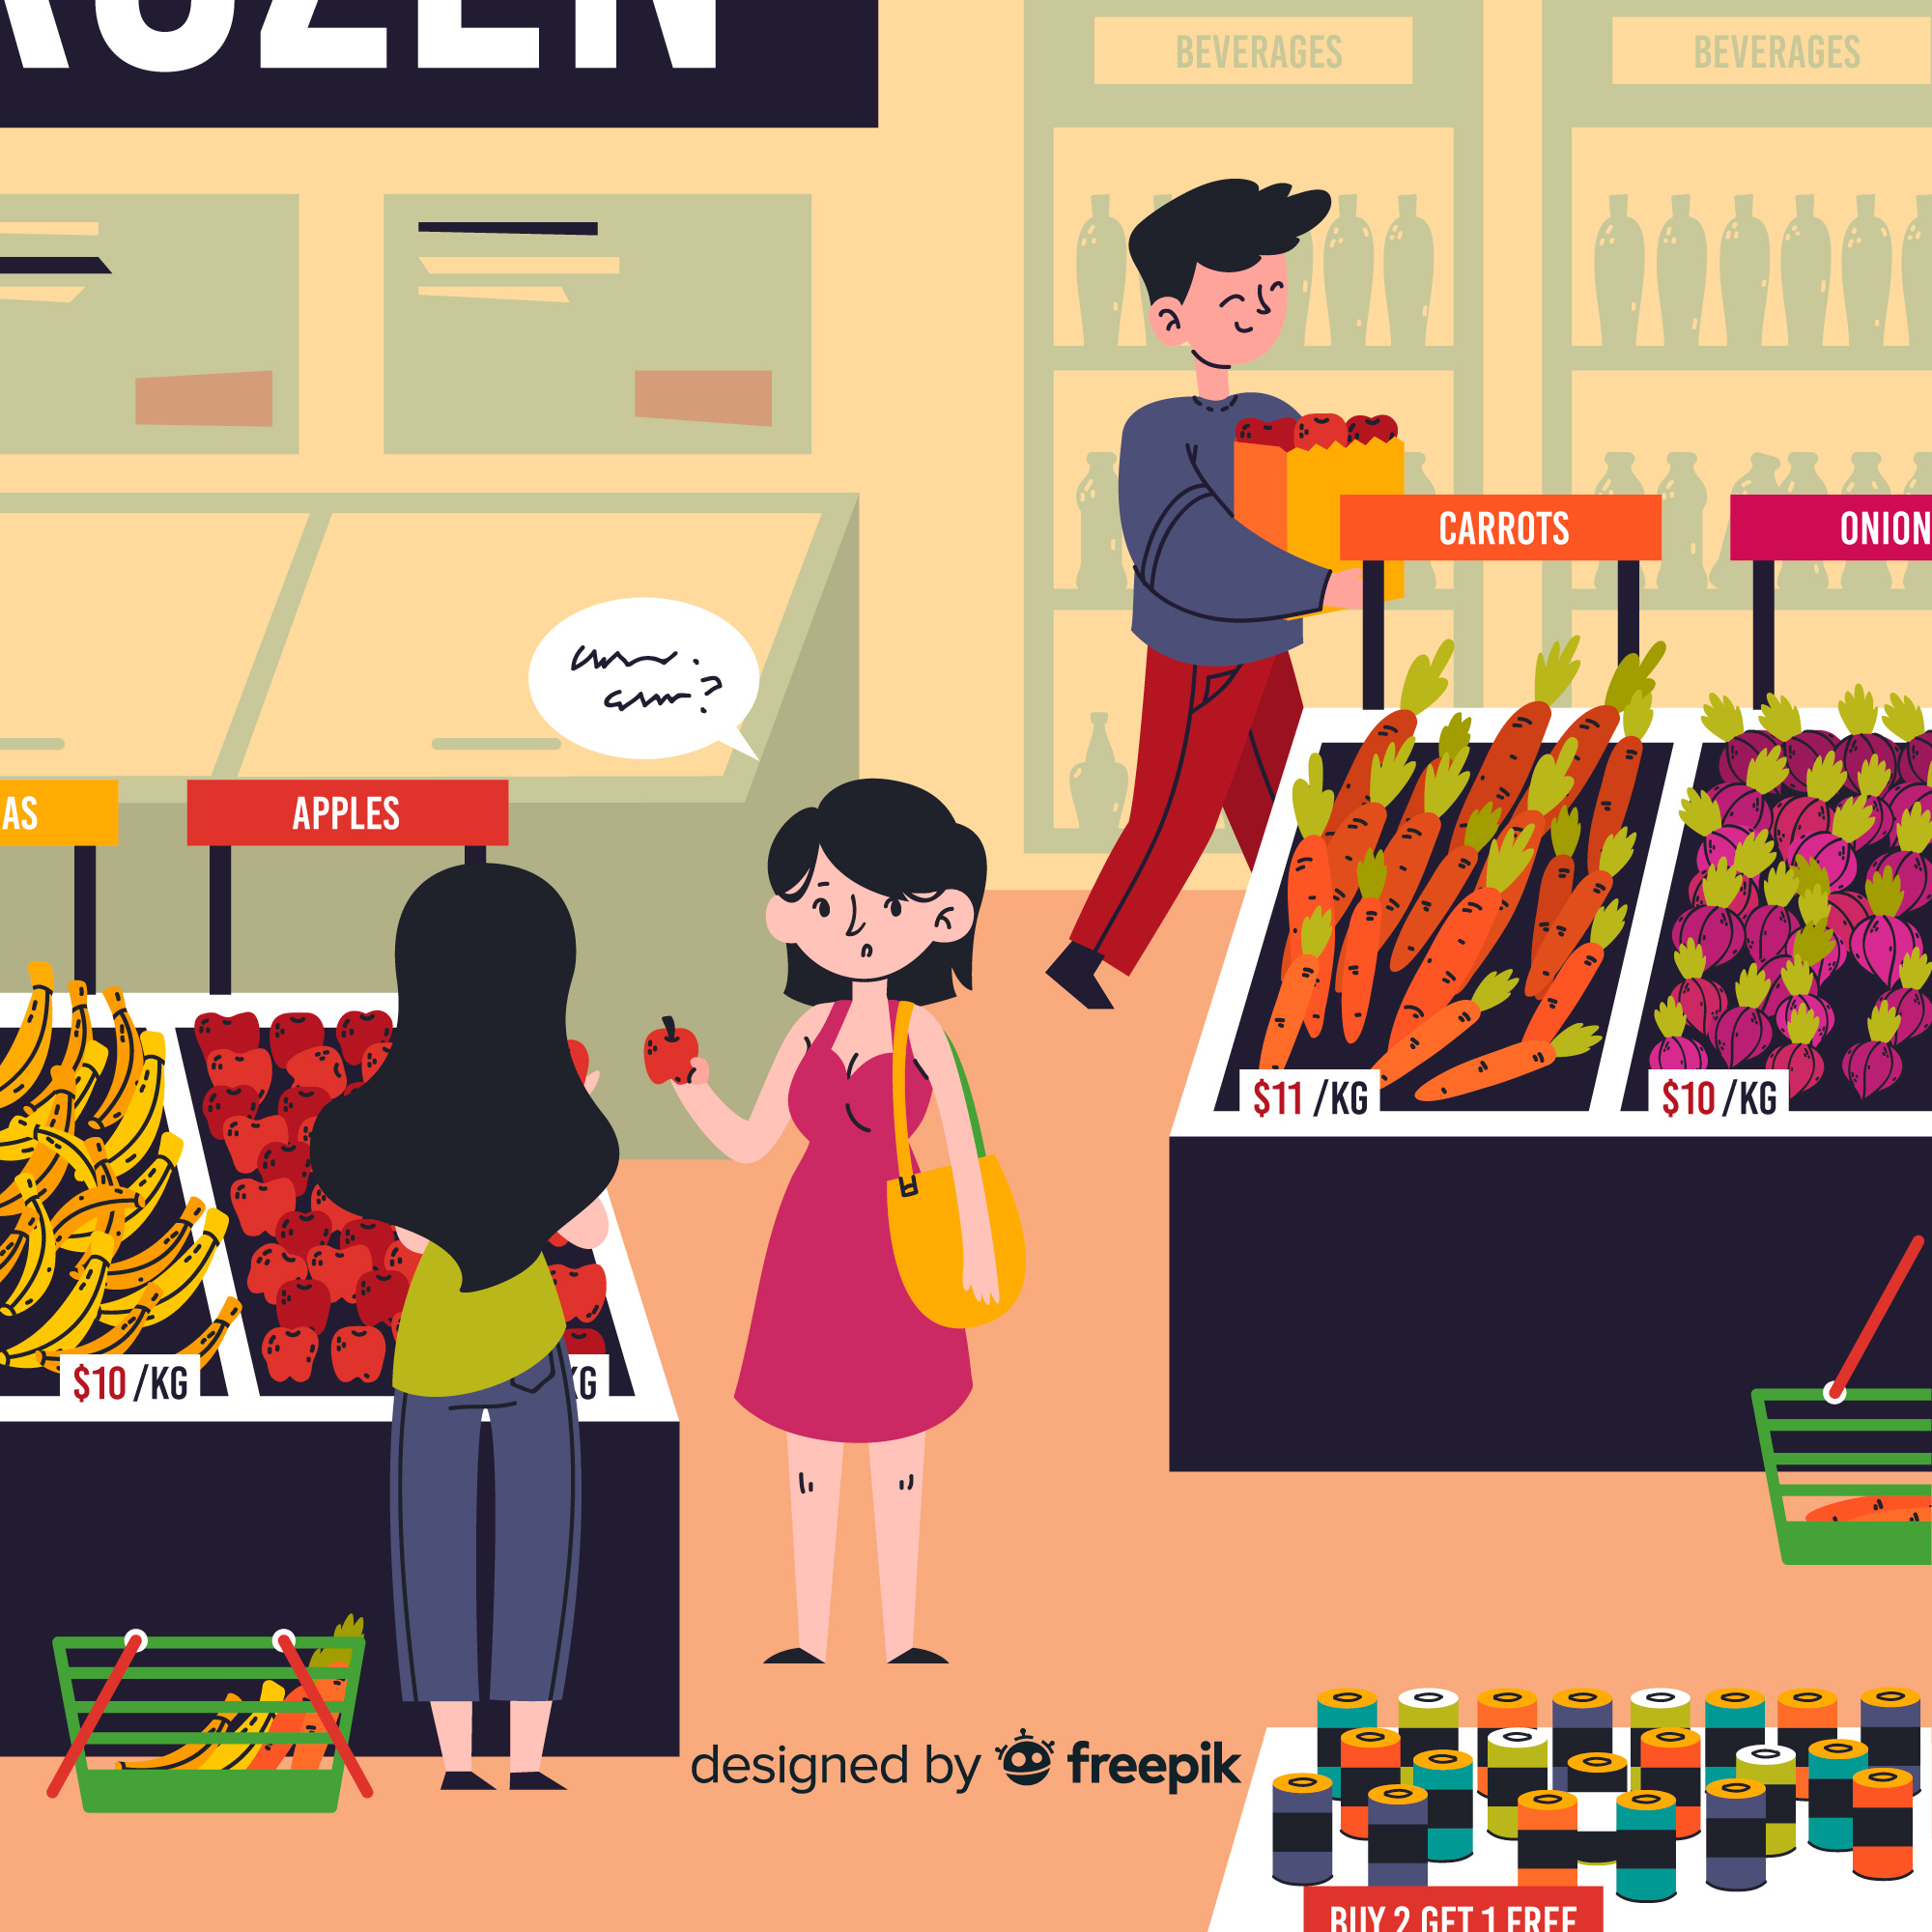 BEVERAGES
BEVERAGES
CARROTS
APPLES
$11 /KG
$10 /KG
$10 /KG
designed by freepik
BUY 2 GET 1 FREE